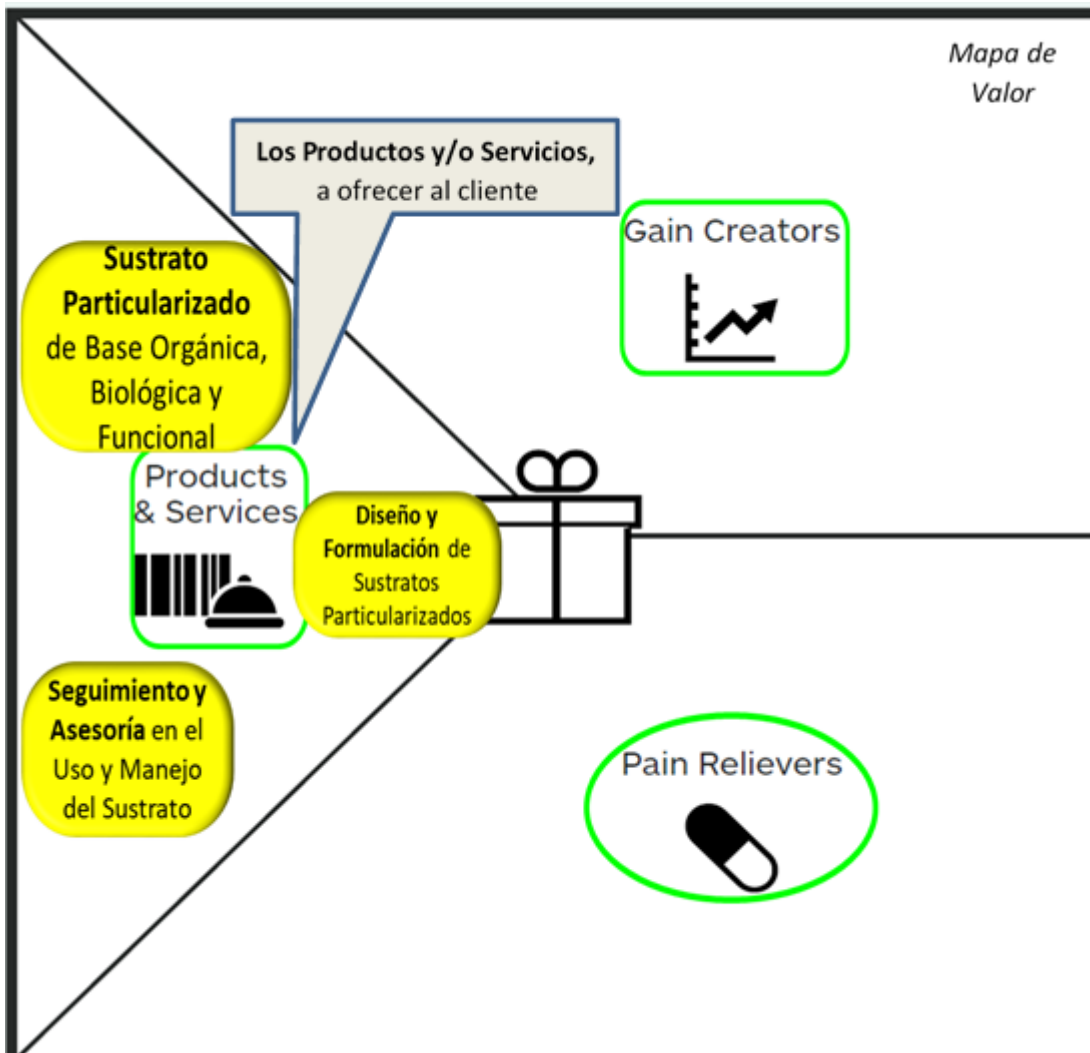 Mapa de
Valor
Los Productos y/o Servicios,
a ofrecer al cliente
Gain Creators
Sustrato
Particularizado
de Base Orgánica,
Biológica y
Funcional
Products
& Services
Diseño y
Formulación de
Sustratos
Particularizados
Seguimiento y
Asesoría en el
Uso y Manejo
del Sustrato
Pain Relievers